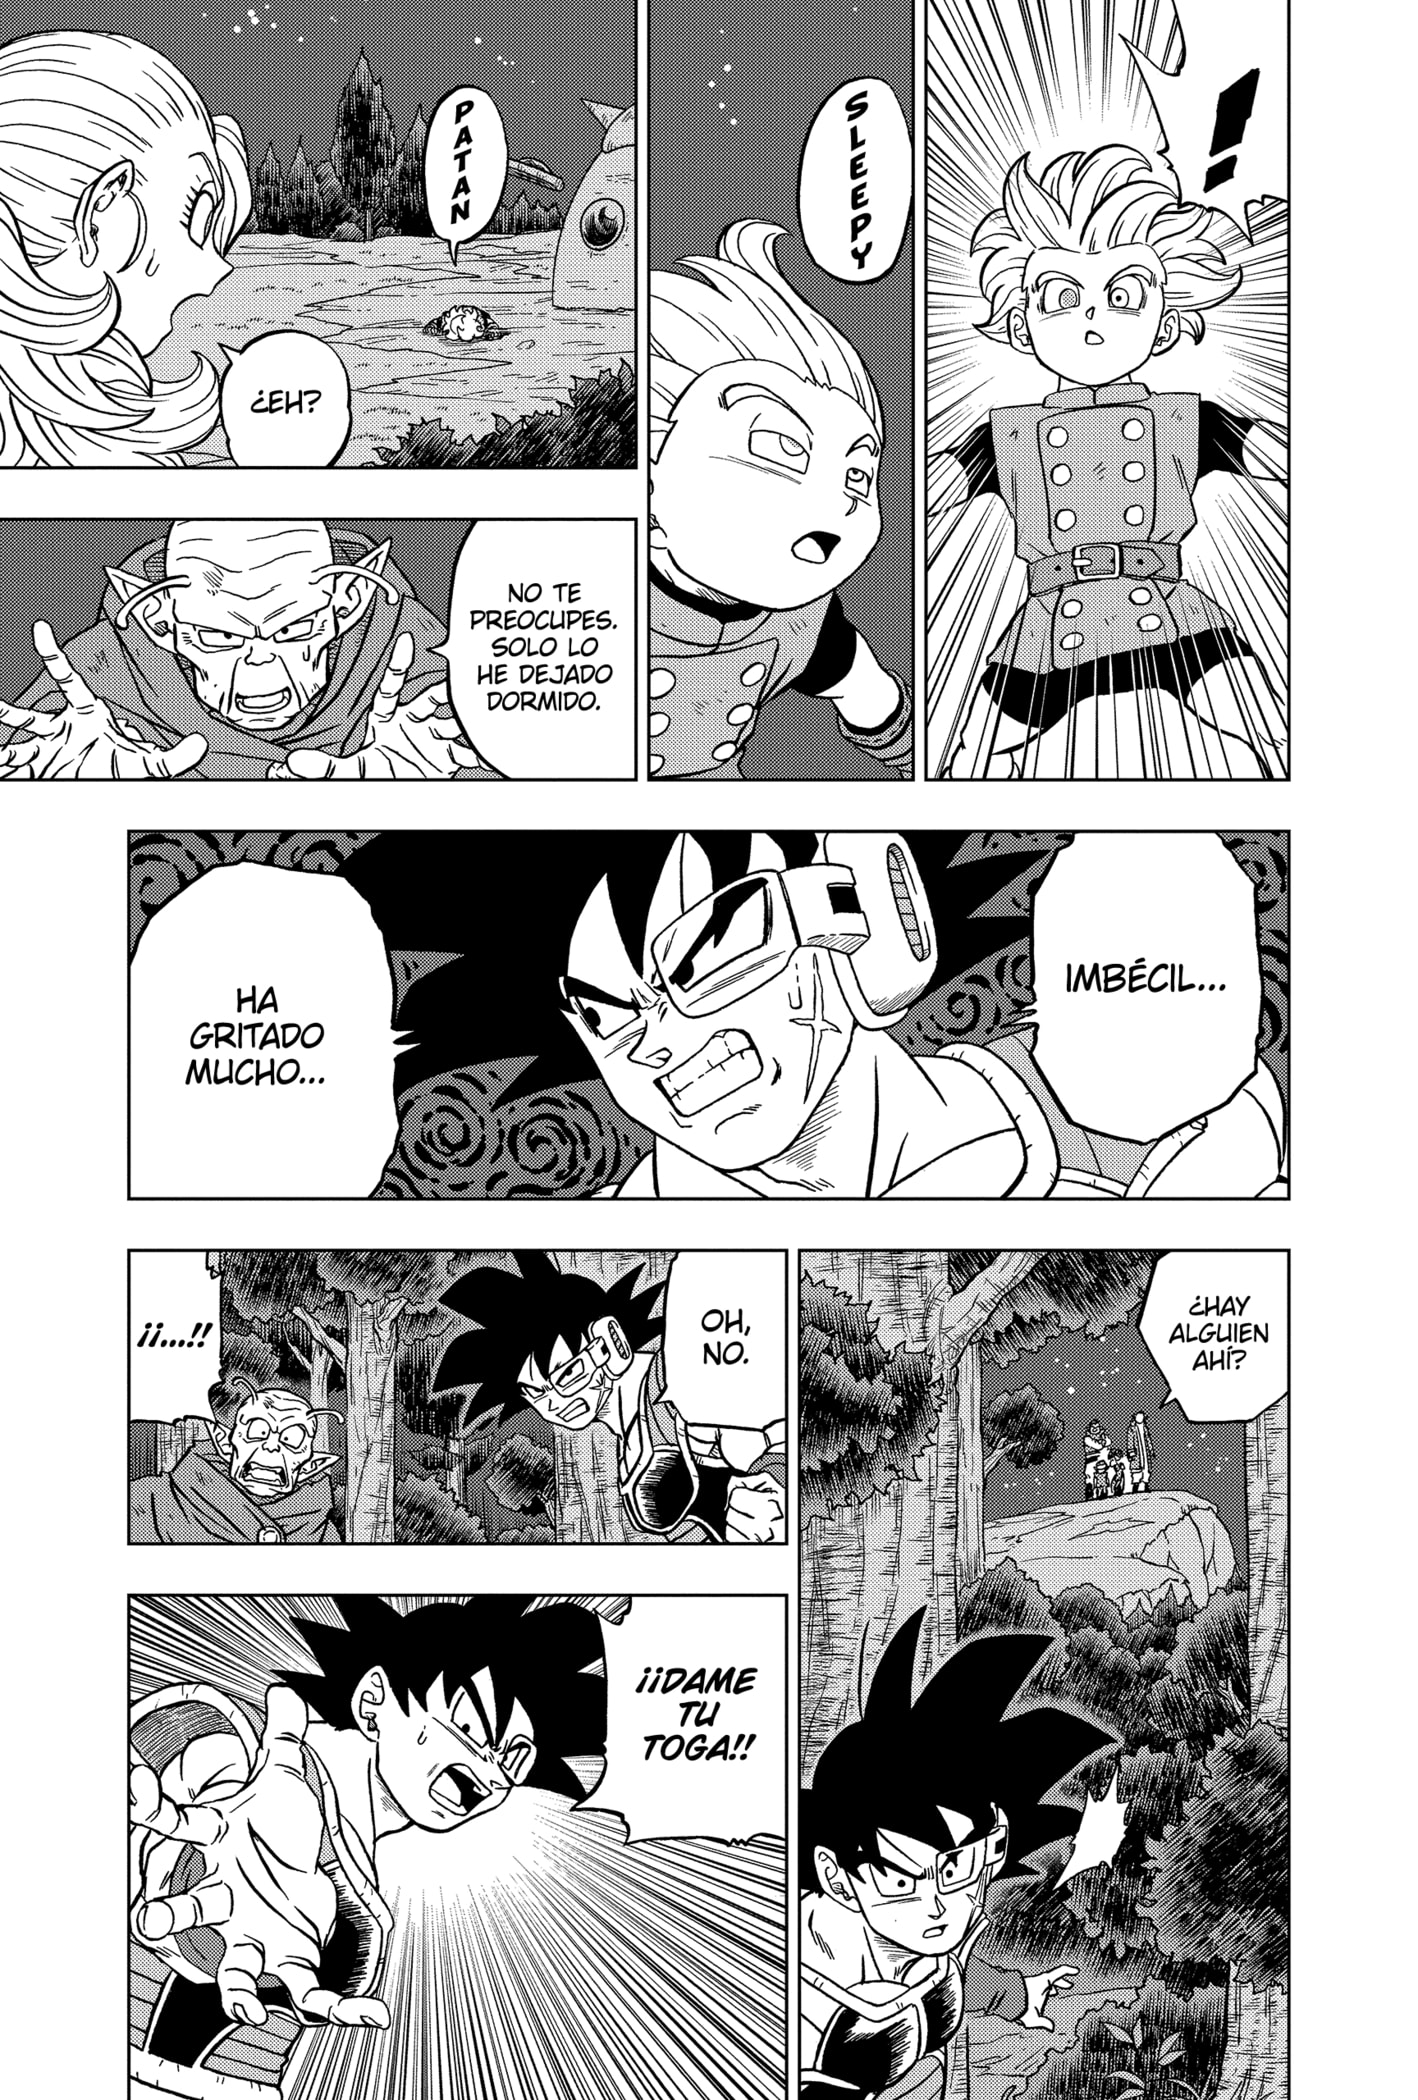 !
SLEEPY
PATAN
¿EH?
NO TE
PREOCUPES.
SOLO LO
HE DEJADO
DORMIDO.
IMBÉCIL...
HA
GRITADO
MUCHO...
¿HAY
ALGUIEN
AHÍ?
OH,
NO.
¡¡...!!
¡¡DAME
TU
TOGA!!